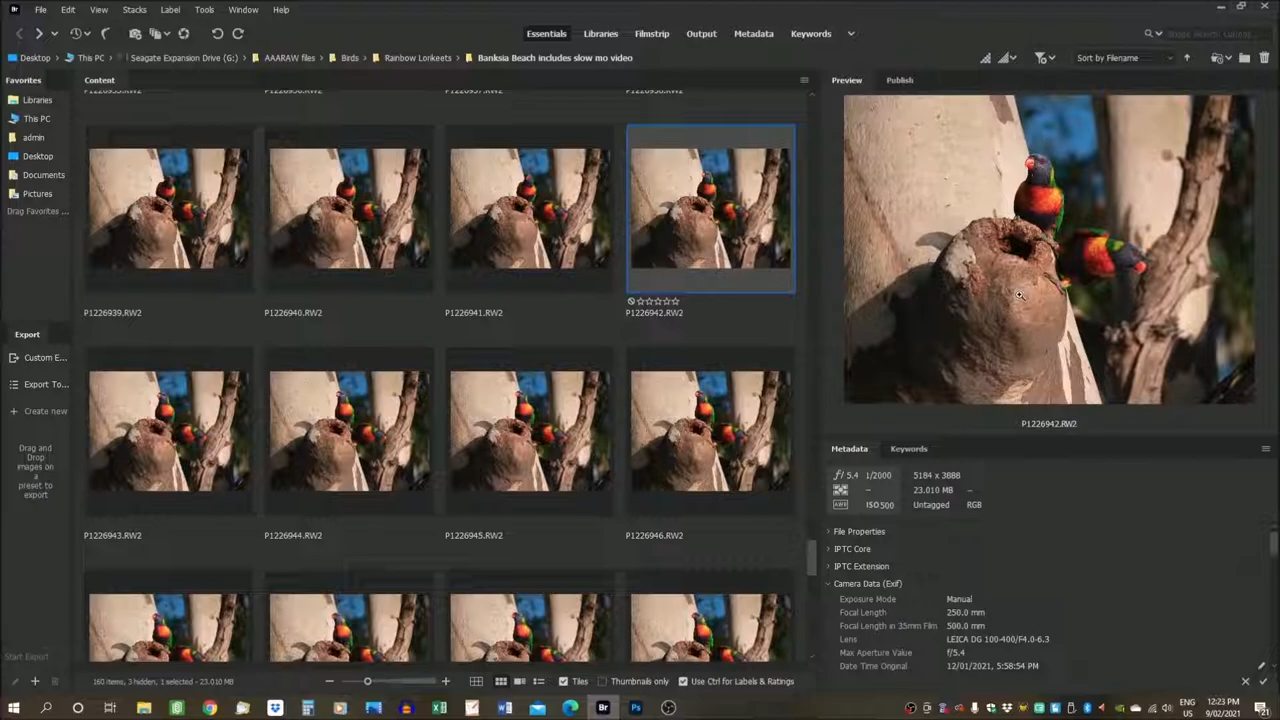 Br File Edit View Stacks Label Tools Window Help
Essentials Libraries Filmstrip Output Metadata Keywords
Desktop This PC Seagate Expansion Drive (G:) AAARAW files Birds Rainbow Lorikeets Banksia Beach includes slow mo video
Sort by Filename
Favorites
Libraries
This PC
admin
Desktop
Documents
Pictures
Drag Favorites ...
Export
Custom E...
Export To...
Create new
Drag and
Drop
images on
a
preset to
export
Start Export
Content
P1226939.RW2 P1226940.RW2 P1226941.RW2 P1226942.RW2
P1226943.RW2 P1226944.RW2 P1226945.RW2 P1226946.RW2
160 items, 3 hidden, 1 selected - 23.010 MB
Tiles Thumbnails only Use Ctrl for Labels & Ratings
Preview Publish
P1226942.RW2
Metadata Keywords
f/ 5.4 1/2000 5184 x 3888
-- 23.010 MB --
AWB ISO500 Untagged RGB
File Properties
IPTC Core
IPTC Extension
Camera Data (Exif)
Exposure Mode Manual
Focal Length 250.0 mm
Focal Length in 35mm Film 500.0 mm
Lens LEICA DG 100-400/F4.0-6.3
Max Aperture Value f/5.4
Date Time Original 12/01/2021, 5:58:54 PM
Br Ps
ENG
US
12:23 PM
9/02/2021